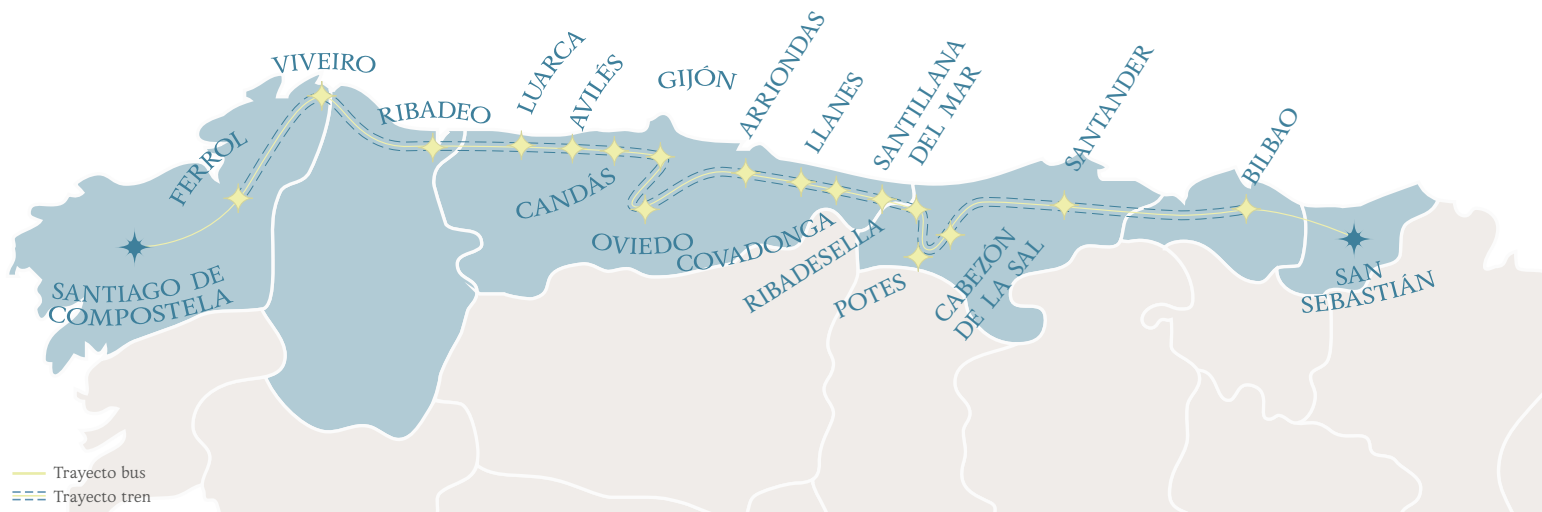 VIVEIRO
RIBADEO
LUARCA
AVILÉS
GIJÓN
ARRIONDAS
LLANES
SANTILLANA
DEL MAR
SANTANDER
BILBAO
FERROL
CANDÁS
OVIEDO
COVADONGA
RIBADESELLA
POTES
CABEZÓN
DE LA SAL
SANTIAGO DE
COMPOSTELA
SAN
SEBASTIÁN
Trayecto bus
Trayecto tren